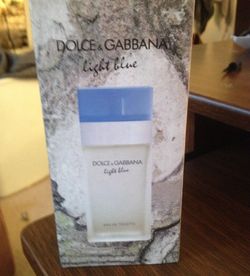 DOLCE & GABBANA
light blue
DOLCE & GABBANA
light blue
EAU DE TOILETTE